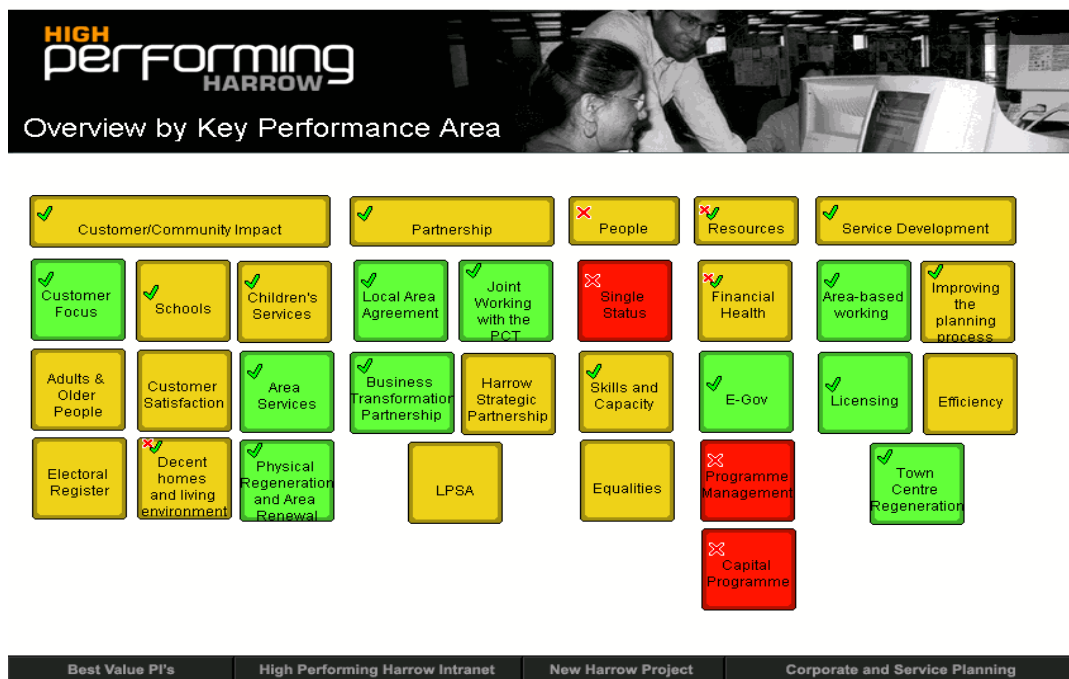 HIGH
performing
HARROW
Overview by Key Performance Area
Customer/Community Impact
Partnership
People
Resources
Service Development
Customer
Focus
Schools
Children's
Services
Local Area
Agreement
Joint
Working
with the
PCT
Single
Status
Financial
Health
Area-based
working
Improving
the
planning
process
Adults &
Older
People
Customer
Satisfaction
Area
Services
Business
Transformation
Partnership
Harrow
Strategic
Partnership
Skills and
Capacity
E-Gov
Licensing
Efficiency
Electoral
Register
Decent
homes
and living
environment
Physical
Regeneration
and Area
Renewal
LPSA
Equalities
Programme
Management
Town
Centre
Regeneration
Capital
Programme
Best Value PI's
High Performing Harrow Intranet
New Harrow Project
Corporate and Service Planning